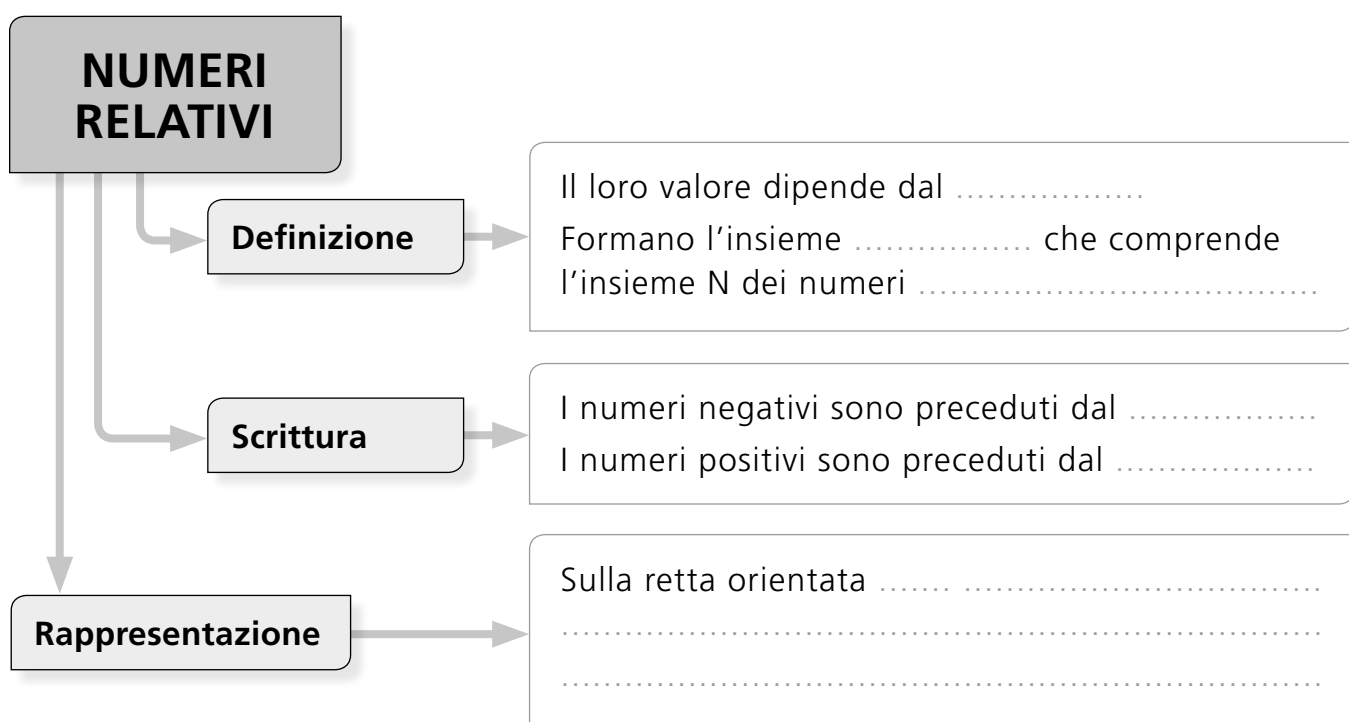 NUMERI
RELATIVI
Definizione
Il loro valore dipende dal ..................
Formano l'insieme ................. che comprende
l'insieme N dei numeri ......................................
Scrittura
I numeri negativi sono preceduti dal ..................
I numeri positivi sono preceduti dal ...................
Rappresentazione
Sulla retta orientata ....... ..................................
........................................................................
........................................................................